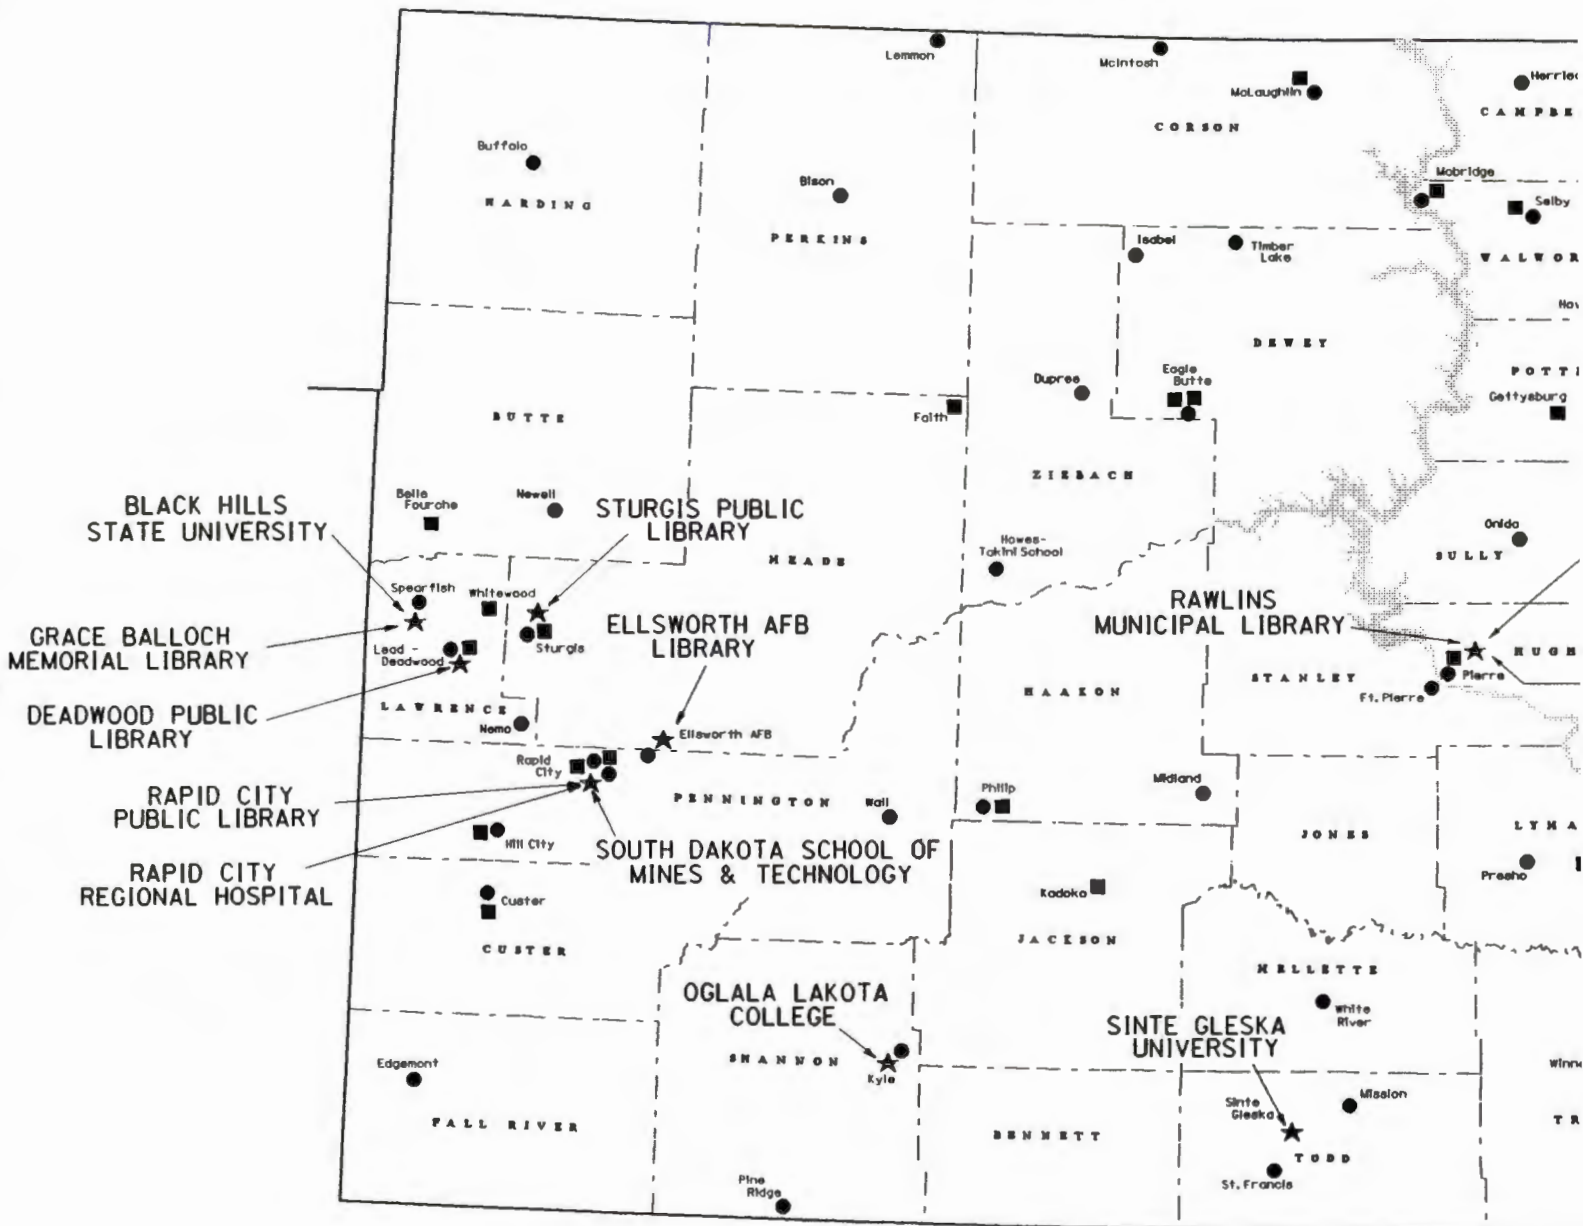 Lemmon
McIntosh
McLaughlin
Herrie
CAMPBE
CORSON
Buffalo
HARDING
Bison
PERKINS
Mobridge
Selby
Isabel
Timber
Lake
WALWOR
DEWEY
Dupree
Eagle
Butte
POTT
Gettysburg
BUTTE
Faith
ZIEBACH
Belle
Fourche
Newell
BLACK HILLS
STATE UNIVERSITY
STURGIS PUBLIC
LIBRARY
MEADE
Howes-
Takini School
Onida
SULLY
Spearfish
Whitewood
GRACE BALLOCH
MEMORIAL LIBRARY
Lead -
Deadwood
Sturgis
ELLSWORTH AFB
LIBRARY
RAWLINS
MUNICIPAL LIBRARY
HUGH
Pierre
Ft. Pierre
STANLEY
HAAKON
DEADWOOD PUBLIC
LIBRARY
LAWRENCE
Nemo
Ellsworth AFB
Rapid
City
RAPID CITY
PUBLIC LIBRARY
PENNINGTON
Wall
Philip
Midland
JONES
LYMA
Presho
Hill City
SOUTH DAKOTA SCHOOL OF
MINES & TECHNOLOGY
RAPID CITY
REGIONAL HOSPITAL
Custer
CUSTER
Kadoka
JACKSON
MELLETTE
White
River
OGLALA LAKOTA
COLLEGE
SHANNON
Kyle
SINTE GLESKA
UNIVERSITY
Edgemont
FALL RIVER
BENNETT
Sinte
Gleska
Mission
TODD
St. Francis
Winn
TR
Pine
Ridge